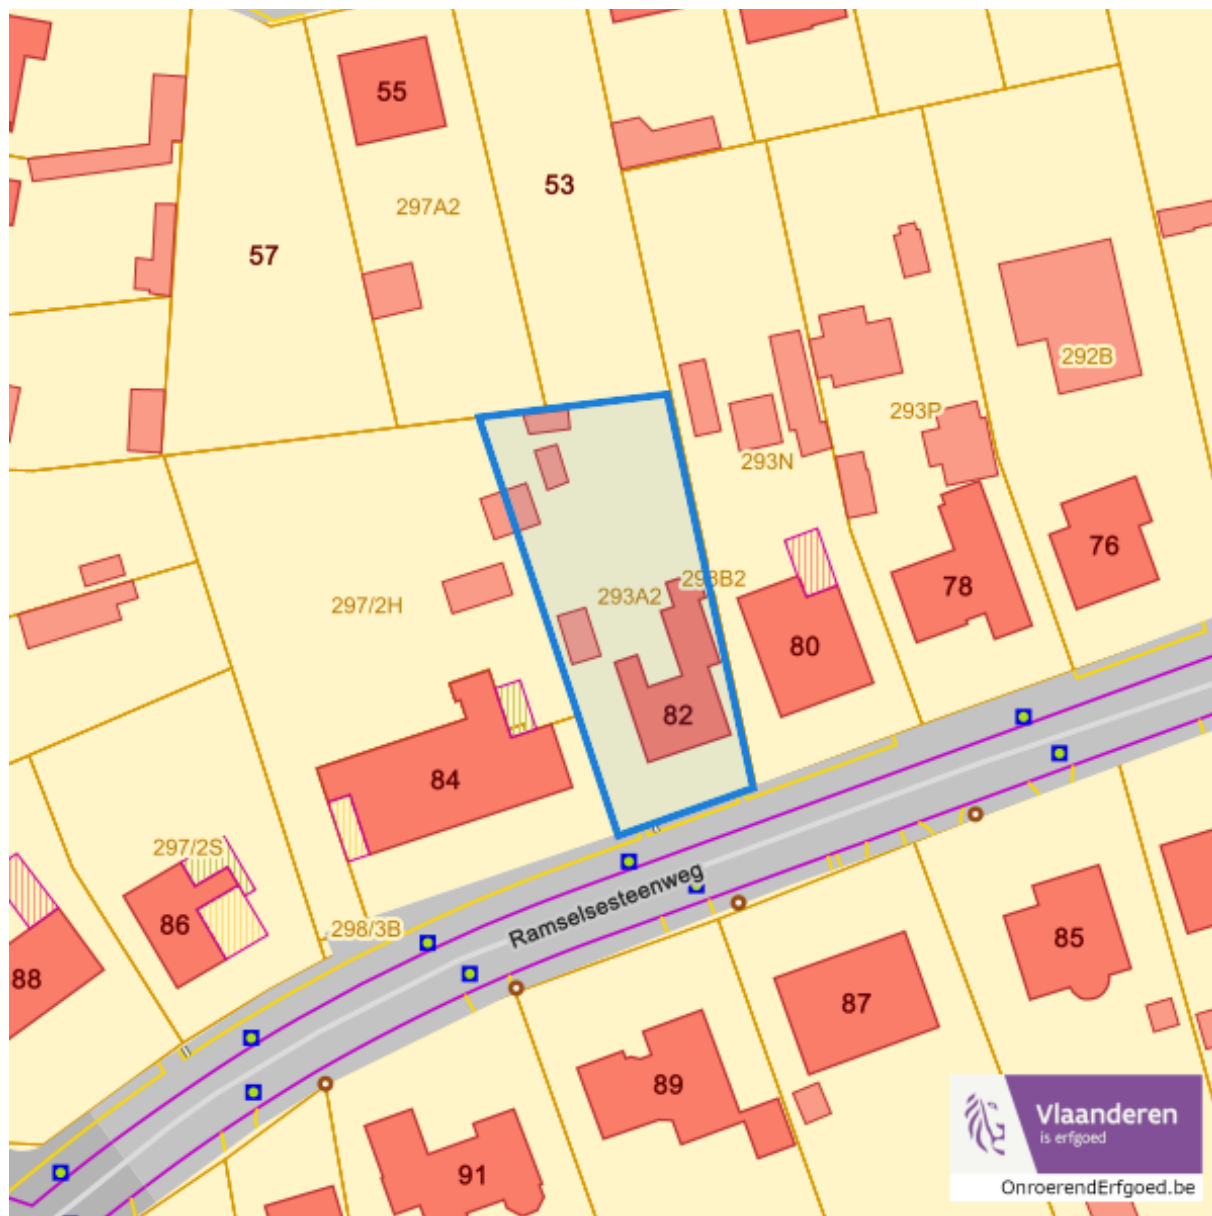 55
53
297A2
57
292B
293P
293N
76
293B2
78
293A2
297/2H
80
82
84
297/2S
Ramselsesteenweg
86
298/3B
85
88
87
89
91
Vlaanderen
is erfgoed
OnroerendErfgoed.be